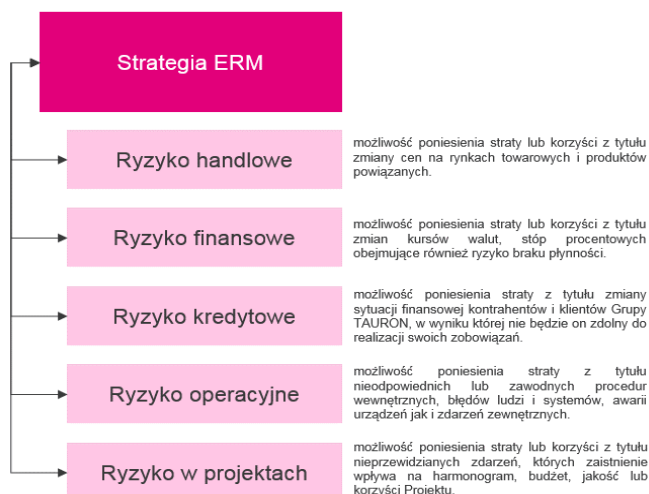 Strategia ERM
Ryzyko handlowe
możliwość poniesienia straty lub korzyści z tytułu
zmiany cen na rynkach towarowych i produktów
powiązanych.
Ryzyko finansowe
możliwość poniesienia straty lub korzyści z tytułu
zmian kursów walut, stóp procentowych
obejmujące również ryzyko braku płynności.
Ryzyko kredytowe
możliwość poniesienia straty z tytułu zmiany
sytuacji finansowej kontrahentów i klientów Grupy
TAURON, w wyniku której nie będzie on zdolny do
realizacji swoich zobowiązań.
Ryzyko operacyjne
możliwość poniesienia straty z tytułu
nieodpowiednich lub zawodnych procedur
wewnętrznych, błędów ludzi i systemów, awarii
urządzeń jak i zdarzeń zewnętrznych.
Ryzyko w projektach
możliwość poniesienia straty lub korzyści z tytułu
nieprzewidzianych zdarzeń, których zaistnienie
wpływa na harmonogram, budżet, jakość lub
korzyści Projektu.